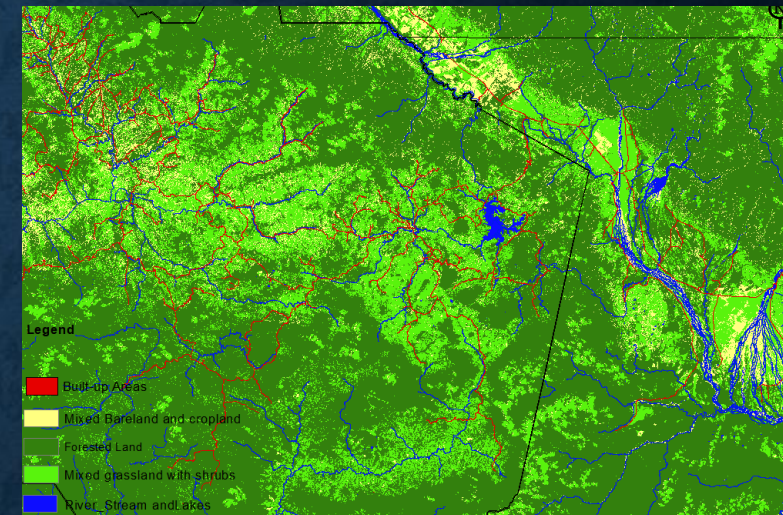 Legend
Built-up Areas
Mixed Bareland and cropland
Forested Land
Mixed grassland with shrubs
River, Stream andLakes